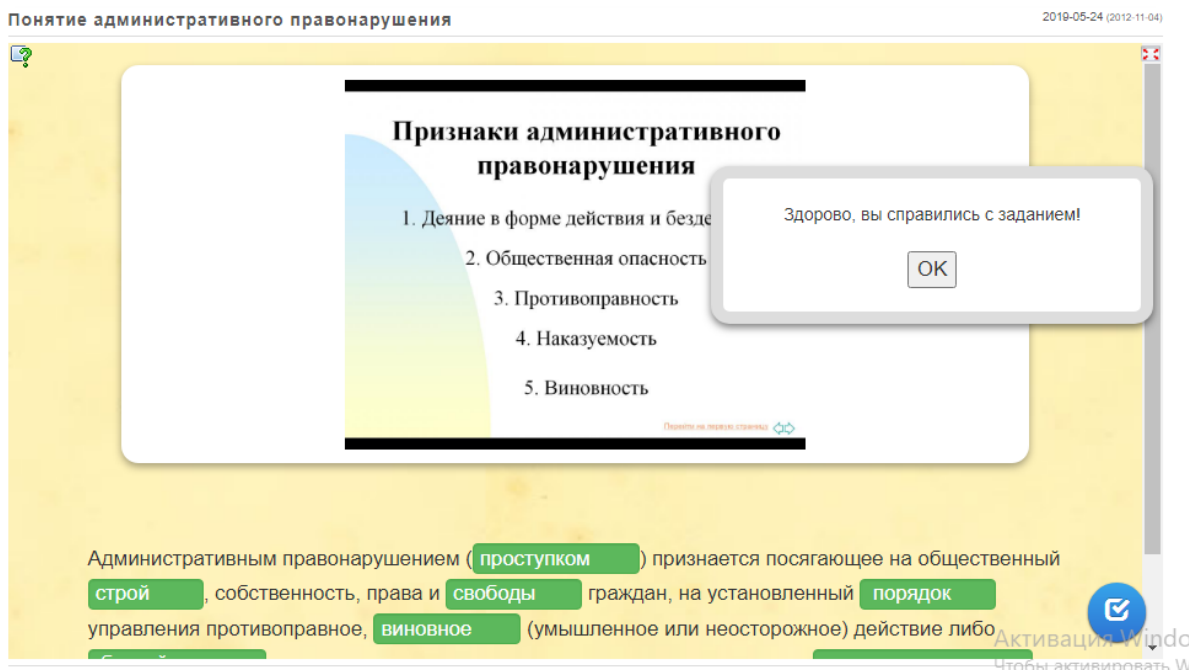 Понятие административного правонарушения
2019-05-24 (2012-11-04)
Признаки административного
правонарушения
1. Деяние в форме действия и безде
2. Общественная опасность
3. Противоправность
4. Наказуемость
5. Виновность
Перейти на первую страницу
Здорово, вы справились с заданием!
OK
Административным правонарушением ( проступком ) признается посягающее на общественный
строй , собственность, права и свободы граждан, на установленный порядок
управления противоправное, виновное (умышленное или неосторожное) действие либо
Активация Windo
Чтобы активировать W